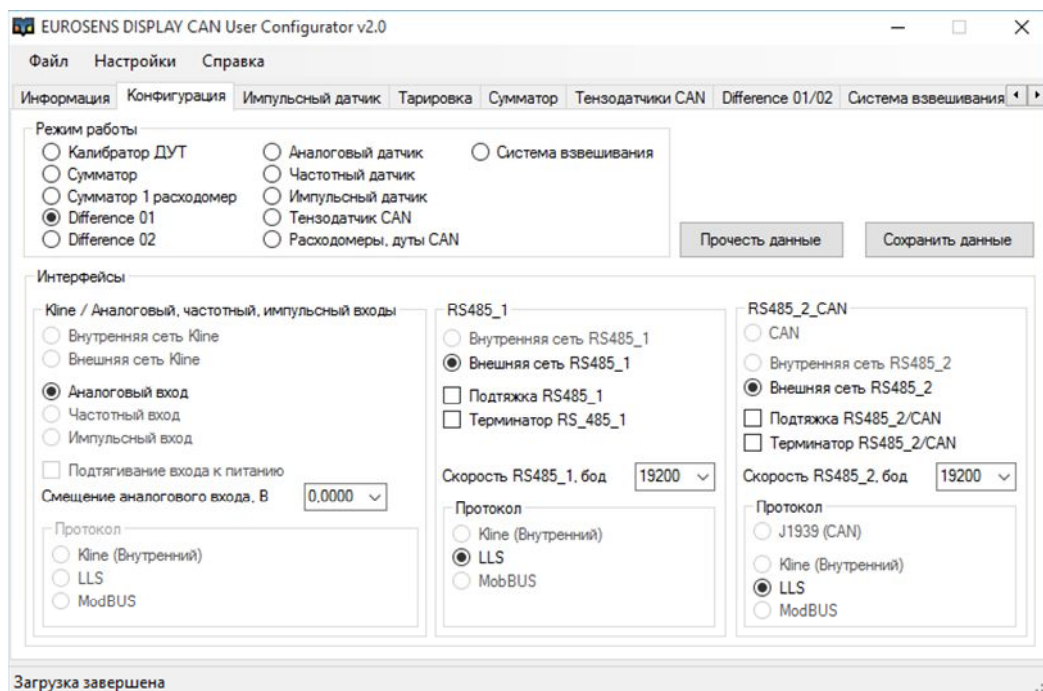 EUROSENS DISPLAY CAN User Configurator v2.0
Файл Настройки Справка
Информация Конфигурация Импульсный датчик Тарировка Сумматор Тензодатчики CAN Difference 01/02 Система взвешивания
Режим работы
Калибратор ДУТ Аналоговый датчик Система взвешивания
Сумматор Частотный датчик
Сумматор 1 расходомер Импульсный датчик
Difference 01 Тензодатчик CAN
Difference 02 Расходомеры, дуты CAN
Прочесть данные Сохранить данные
Интерфейсы
Kline / Аналоговый, частотный, импульсный входы
Внутренняя сеть Kline
Внешняя сеть Kline
Аналоговый вход
Частотный вход
Импульсный вход
Подтягивание входа к питанию
Смещение аналогового входа, В 0,0000
Протокол
Kline (Внутренний)
LLS
ModBUS
RS485_1
Внутренняя сеть RS485_1
Внешняя сеть RS485_1
Подтяжка RS485_1
Терминатор RS_485_1
Скорость RS485_1, бод 19200
Протокол
Kline (Внутренний)
LLS
MobBUS
RS485_2_CAN
CAN
Внутренняя сеть RS485_2
Внешняя сеть RS485_2
Подтяжка RS485_2/CAN
Терминатор RS485_2/CAN
Скорость RS485_2, бод 19200
Протокол
J1939 (CAN)
Kline (Внутренний)
LLS
ModBUS
Загрузка завершена